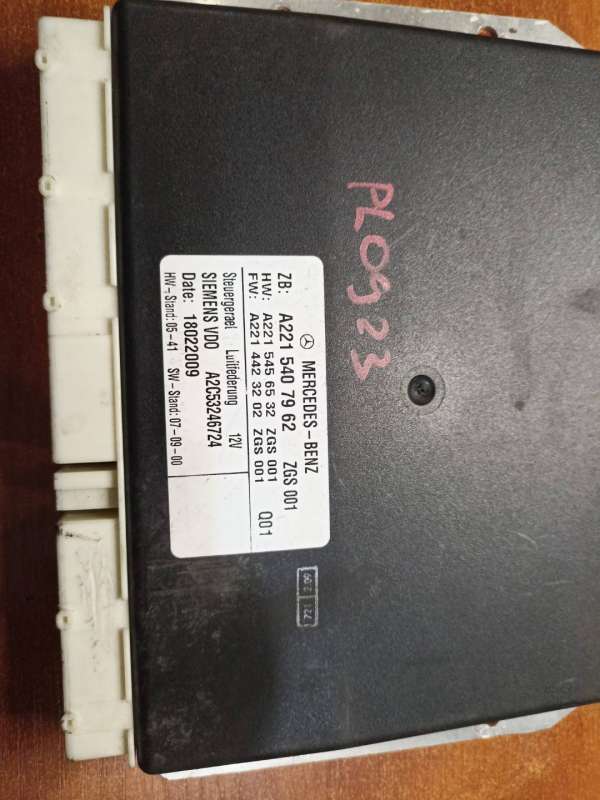 MERCEDES-BENZ
ZB: A221 540 79 62 ZGS 001
HW: A221 545 65 32 ZGS 001
FW: A221 442 32 02 ZGS 001 Q01
Steuergeraet Luftfederung 12V
SIEMENS VDO A2C53246724
Date: 18022009
HW-Stand: 05-41 SW-Stand: 07-09-00
PL0923